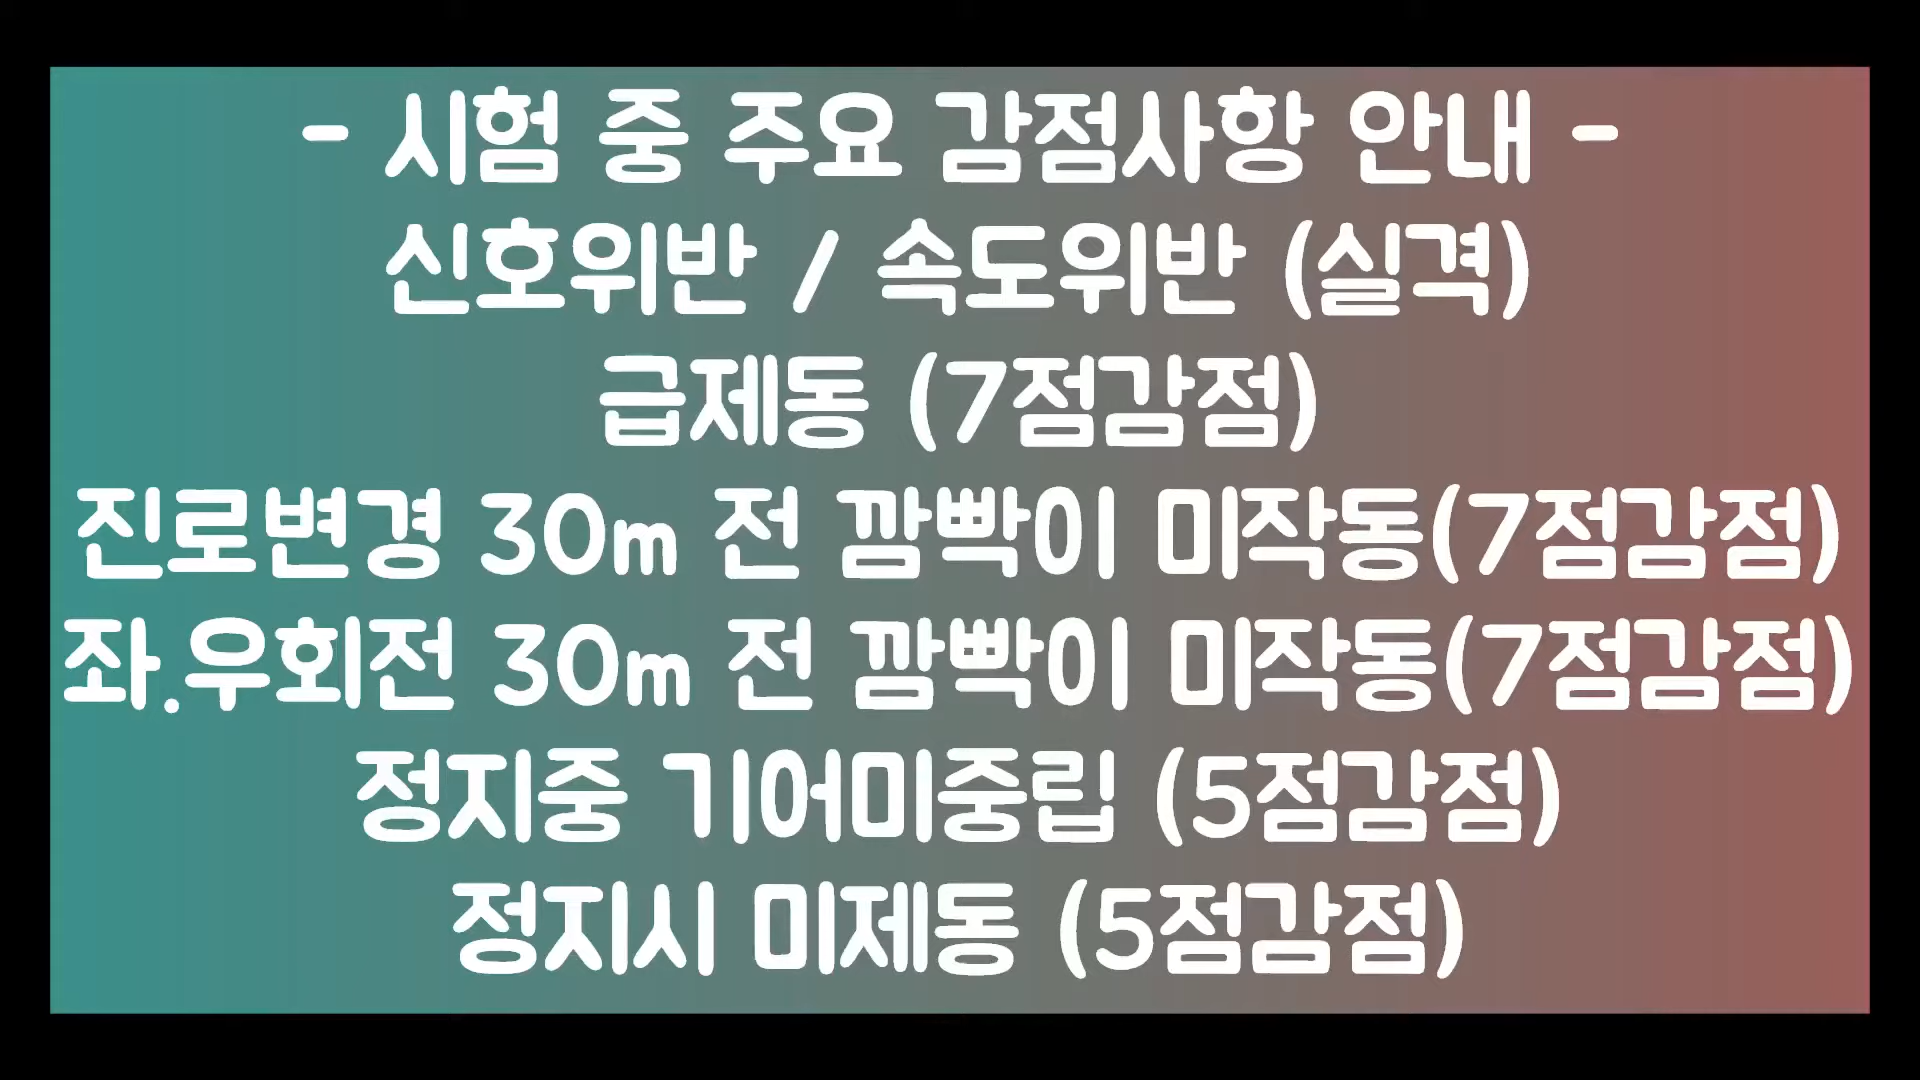 - 시험 중 주요 감점사항 안내 -
신호위반 / 속도위반 (실격)
급제동 (7점감점)
진로변경 30m 전 깜빡이 미작동(7점감점)
좌.우회전 30m 전 깜빡이 미작동(7점감점)
정지중 기어미중립 (5점감점)
정지시 미제동 (5점감점)